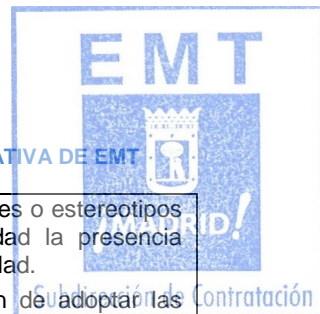 EMT
ATIVA DE EMT
es o estereotipos
¡MADRID!
dad la presencia
dad.
n de adoptar las
Subdirección de Contratación